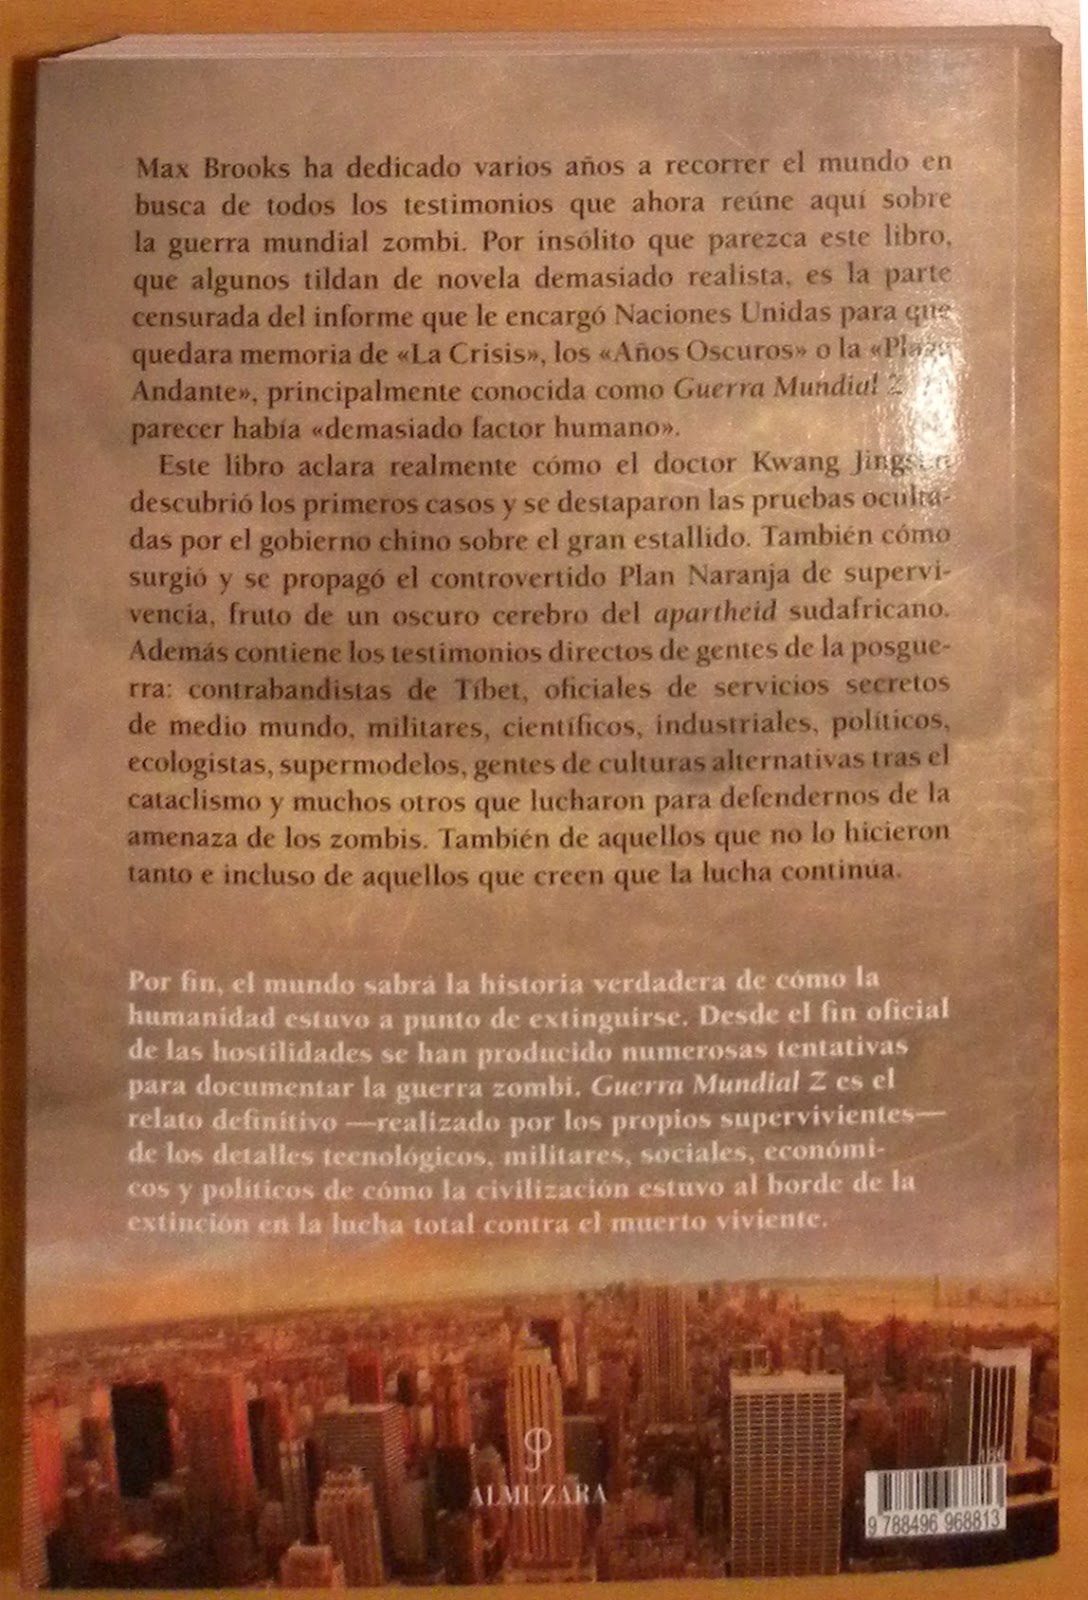 Max Brooks ha dedicado varios años a recorrer el mundo en
busca de todos los testimonios que ahora reúne aquí sobre
la guerra mundial zombi. Por insólito que parezca este libro,
que algunos tildan de novela demasiado realista, es la parte
censurada del informe que le encargó Naciones Unidas para que
quedara memoria de «La Crisis», los «Años Oscuros» o la «Plaga
Andante», principalmente conocida como Guerra Mundial Z
parecer había «demasiado factor humano».
Este libro aclara realmente cómo el doctor Kwang
descubrió los primeros casos y se destaparon las pruebas oculta-
das por el gobierno chino sobre el gran estallido. También cómo
surgió y se propagó el controvertido Plan Naranja de supervi-
vencia, fruto de un oscuro cerebro del apartheid sudafricano.
Además contiene los testimonios directos de gentes de la posgue-
rra: contrabandistas de Tíbet, oficiales de servicios secretos
de medio mundo, militares, científicos, industriales, políticos,
ecologistas, supermodelos, gentes de culturas alternativas tras el
cataclismo y muchos otros que lucharon para defendernos de la
amenaza de los zombis. También de aquellos que no lo hicieron
tanto e incluso de aquellos que creen que la lucha continúa.
Por fin, el mundo sabrá la historia verdadera de cómo la
humanidad estuvo a punto de extinguirse. Desde el fin oficial
de las hostilidades se han producido numerosas tentativas
para documentar la guerra zombi. Guerra Mundial Z es el
relato definitivo —realizado por los propios supervivientes—
de los detalles tecnológicos, militares, sociales, económi-
cos y políticos de cómo la civilización estuvo al borde de la
extinción en la lucha total contra el muerto viviente.
ALMUZARA
9 788496 968813